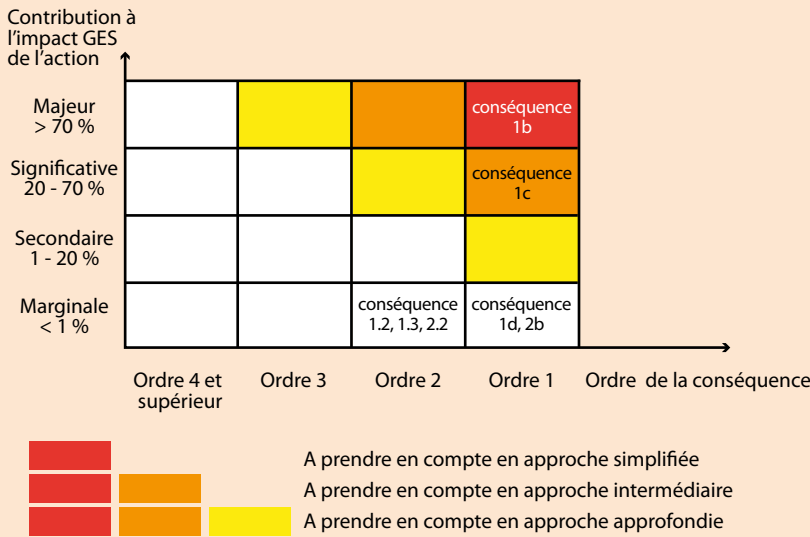 Contribution à
l'impact GES
de l'action
Majeur
> 70 %
conséquence
1b
Significative
20 - 70 %
conséquence
1c
Secondaire
1 - 20 %
Marginale
< 1 %
conséquence
1.2, 1.3, 2.2
conséquence
1d, 2b
Ordre 4 et
supérieur
Ordre 3
Ordre 2
Ordre 1
Ordre de la conséquence
A prendre en compte en approche simplifiée
A prendre en compte en approche intermédiaire
A prendre en compte en approche approfondie